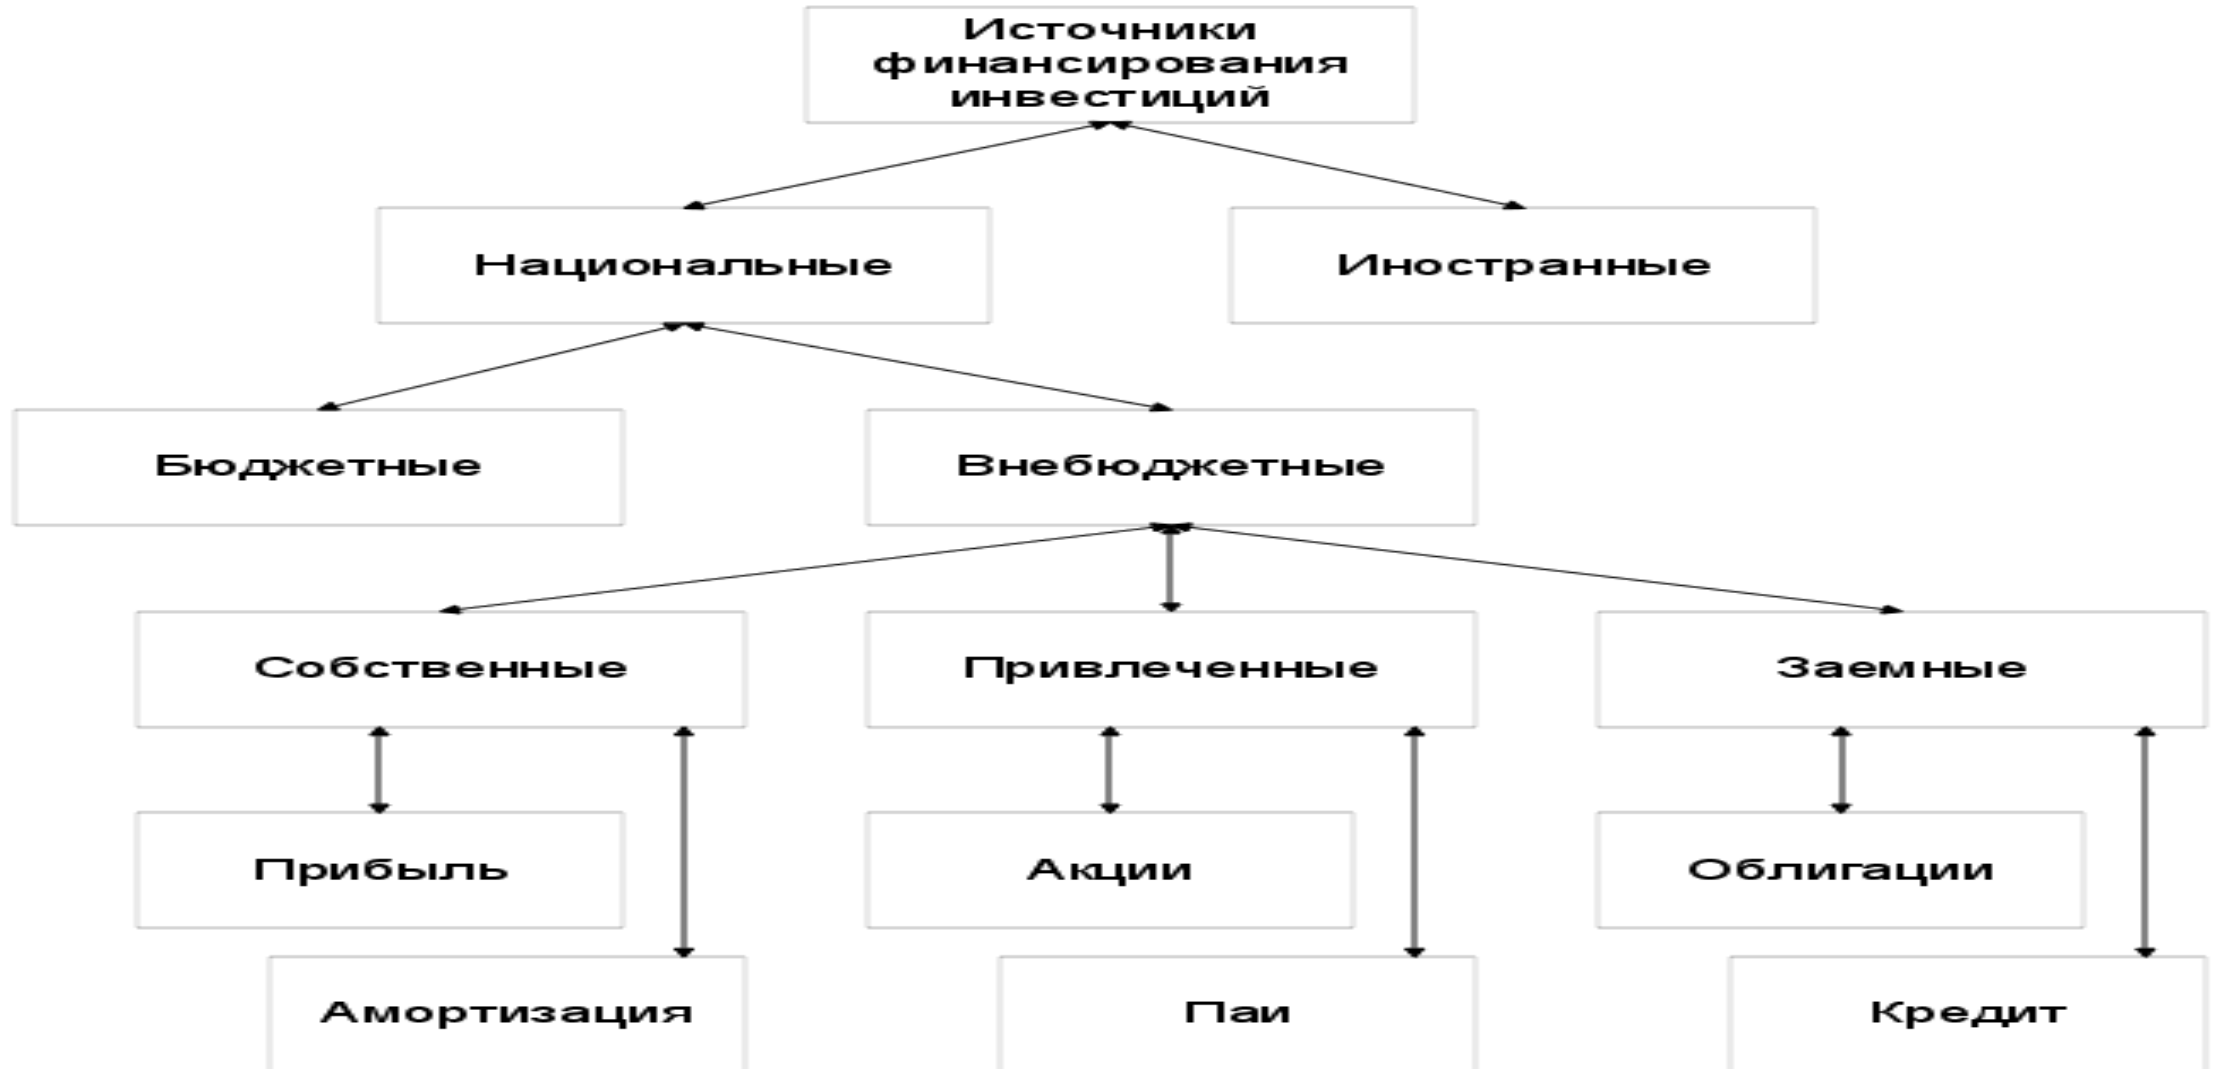 Источники
финансирования
инвестиций
Национальные
Иностранные
Бюджетные
Внебюджетные
Собственные
Привлеченные
Заемные
Прибыль
Акции
Облигации
Амортизация
Паи
Кредит